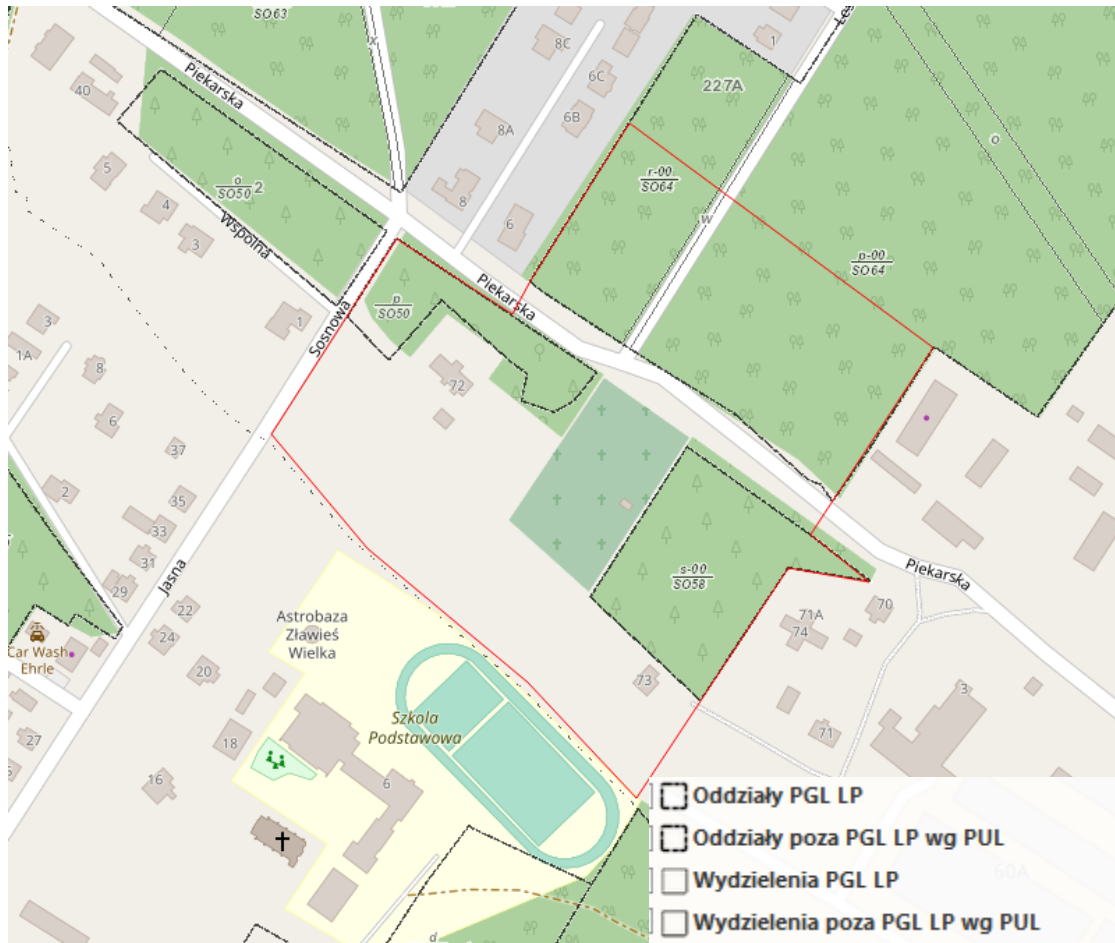 SO63
Piekarska
x
8C
1
Le
40
6C
227A
6B
8A
o
5
o
SO50
2
r-00
SO64
4
8
w
Wspólna
3
6
p-00
SO64
Piekarska
p
SO50
3
1
Sosnowa
1A
8
72
6
37
2
35
33
31
s-00
SO58
Piekarska
29
Jasna
22
70
71A
74
Astrobaza
Zławieś
Wielka
24
Car Wash
Ehrle
20
73
3
Szkoła
Podstawowa
71
27
18
6
16
Oddziały PGL LP
Oddziały poza PGL LP wg PUL
60A
Wydzielenia PGL LP
Wydzielenia poza PGL LP wg PUL
d